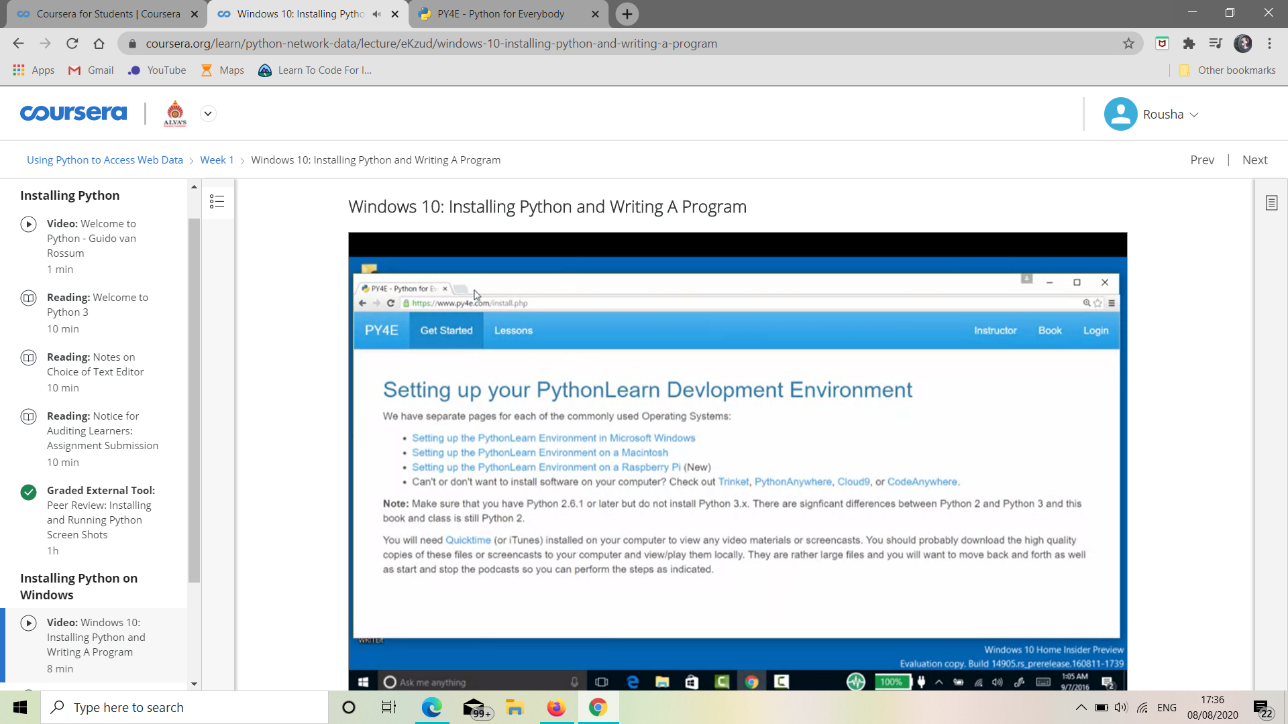 Courses for Students | Coursera
Windows 10: Installing Pytho
PY4E - Python for Everybody
coursera.org/learn/python-network-data/lecture/eKzud/windows-10-installing-python-and-writing-a-program
Apps
Gmail
YouTube
Maps
Learn To Code For I...
Other bookmarks
coursera
ALVA'S
Rousha
Using Python to Access Web Data
Week 1
Windows 10: Installing Python and Writing A Program
Prev | Next
Installing Python
Video: Welcome to
Python - Guido van
Rossum
1 min
Reading: Welcome to
Python 3
10 min
Reading: Notes on
Choice of Text Editor
10 min
Reading: Notice for
Auditing Learners:
Assignment Submission
10 min
Graded External Tool:
Peer Review: Installing
and Running Python
Screen Shots
1h
Installing Python on
Windows
Video: Windows 10:
Installing Python and
Writing A Program
8 min
Windows 10: Installing Python and Writing A Program
PY4E - Python for Ev
https://www.py4e.com/install.php
PY4E
Get Started
Lessons
Instructor
Book
Login
Setting up your PythonLearn Devlopment Environment
We have separate pages for each of the commonly used Operating Systems:
• Setting up the PythonLearn Environment in Microsoft Windows
• Setting up the PythonLearn Environment on a Macintosh
• Setting up the PythonLearn Environment on a Raspberry Pi (New)
• Can't or don't want to install software on your computer? Check out Trinket, PythonAnywhere, Cloud9, or CodeAnywhere.
Note: Make sure that you have Python 2.6.1 or later but do not install Python 3.x. There are signficant differences between Python 2 and Python 3 and this
book and class is still Python 2.
You will need Quicktime (or iTunes) installed on your computer to view any video materials or screencasts. You should probably download the high quality
copies of these files or screencasts to your computer and view/play them locally. They are rather large files and you will want to move back and forth as well
as start and stop the podcasts so you can perform the steps as indicated.
WRITER
Windows 10 Home Insider Preview
Evaluation copy. Build 14905.rs_prerelease.160811-1739
Ask me anything
100%
1:05 AM
9/7/2016
2
Type here to search
99+
17:36
08/08/2020
22